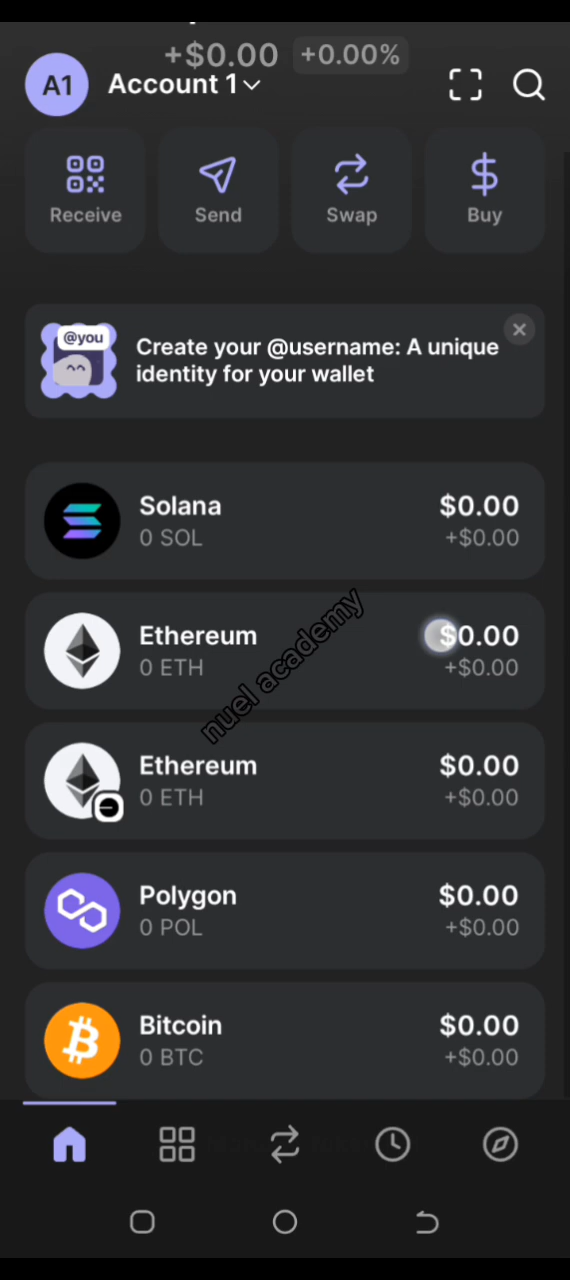 +$0.00 +0.00%
A1 Account 1
Receive Send Swap Buy
@you
Create your @username: A unique
identity for your wallet
Solana $0.00
0 SOL +$0.00
Ethereum $0.00
0 ETH +$0.00
nuel academy
Ethereum $0.00
0 ETH +$0.00
Polygon $0.00
0 POL +$0.00
Bitcoin $0.00
0 BTC +$0.00